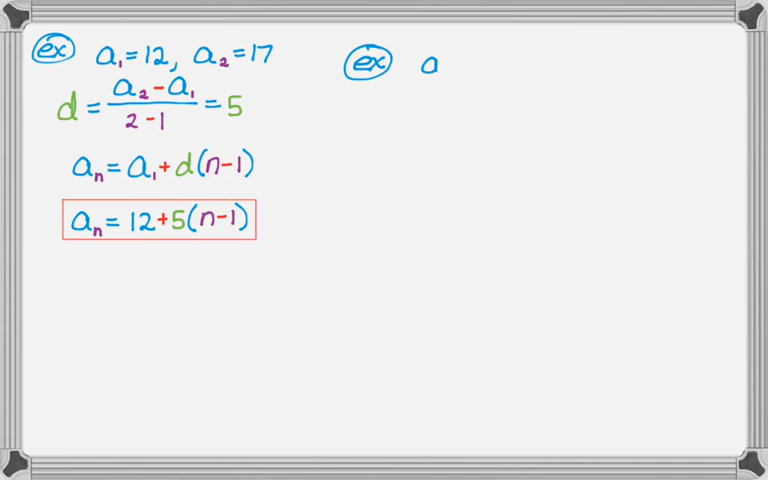 ex a₁ = 12, a₂ = 17
d = (a₂ - a₁)/(2 - 1) = 5
aₙ = a₁ + d(n - 1)
aₙ = 12 + 5(n - 1)
ex a